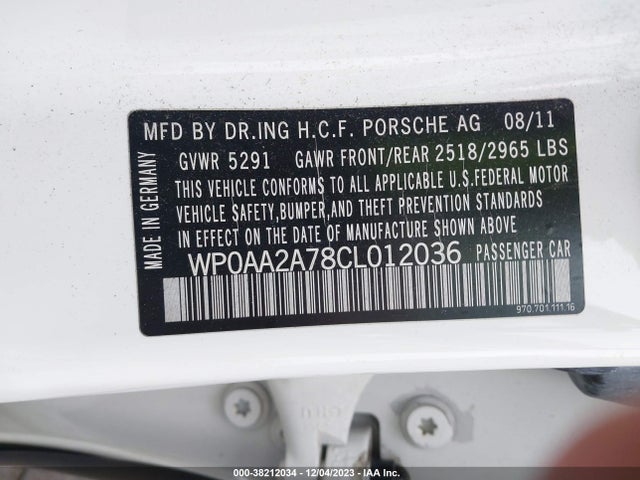 MFD BY DR.ING H.C.F. PORSCHE AG 08/11
GVWR 5291 GAWR FRONT/REAR 2518/2965 LBS
THIS VEHICLE CONFORMS TO ALL APPLICABLE U.S.FEDERAL MOTOR
VEHICLE SAFETY,BUMPER,AND THEFT PREVENTION STANDARDS
IN EFFECT ON THE DATE OF MANUFACTURE SHOWN ABOVE
WP0AA2A78CL012036 PASSENGER CAR
970.701.111.16
MADE IN GERMANY
000-38212034 - 12/04/2023 - IAA Inc.